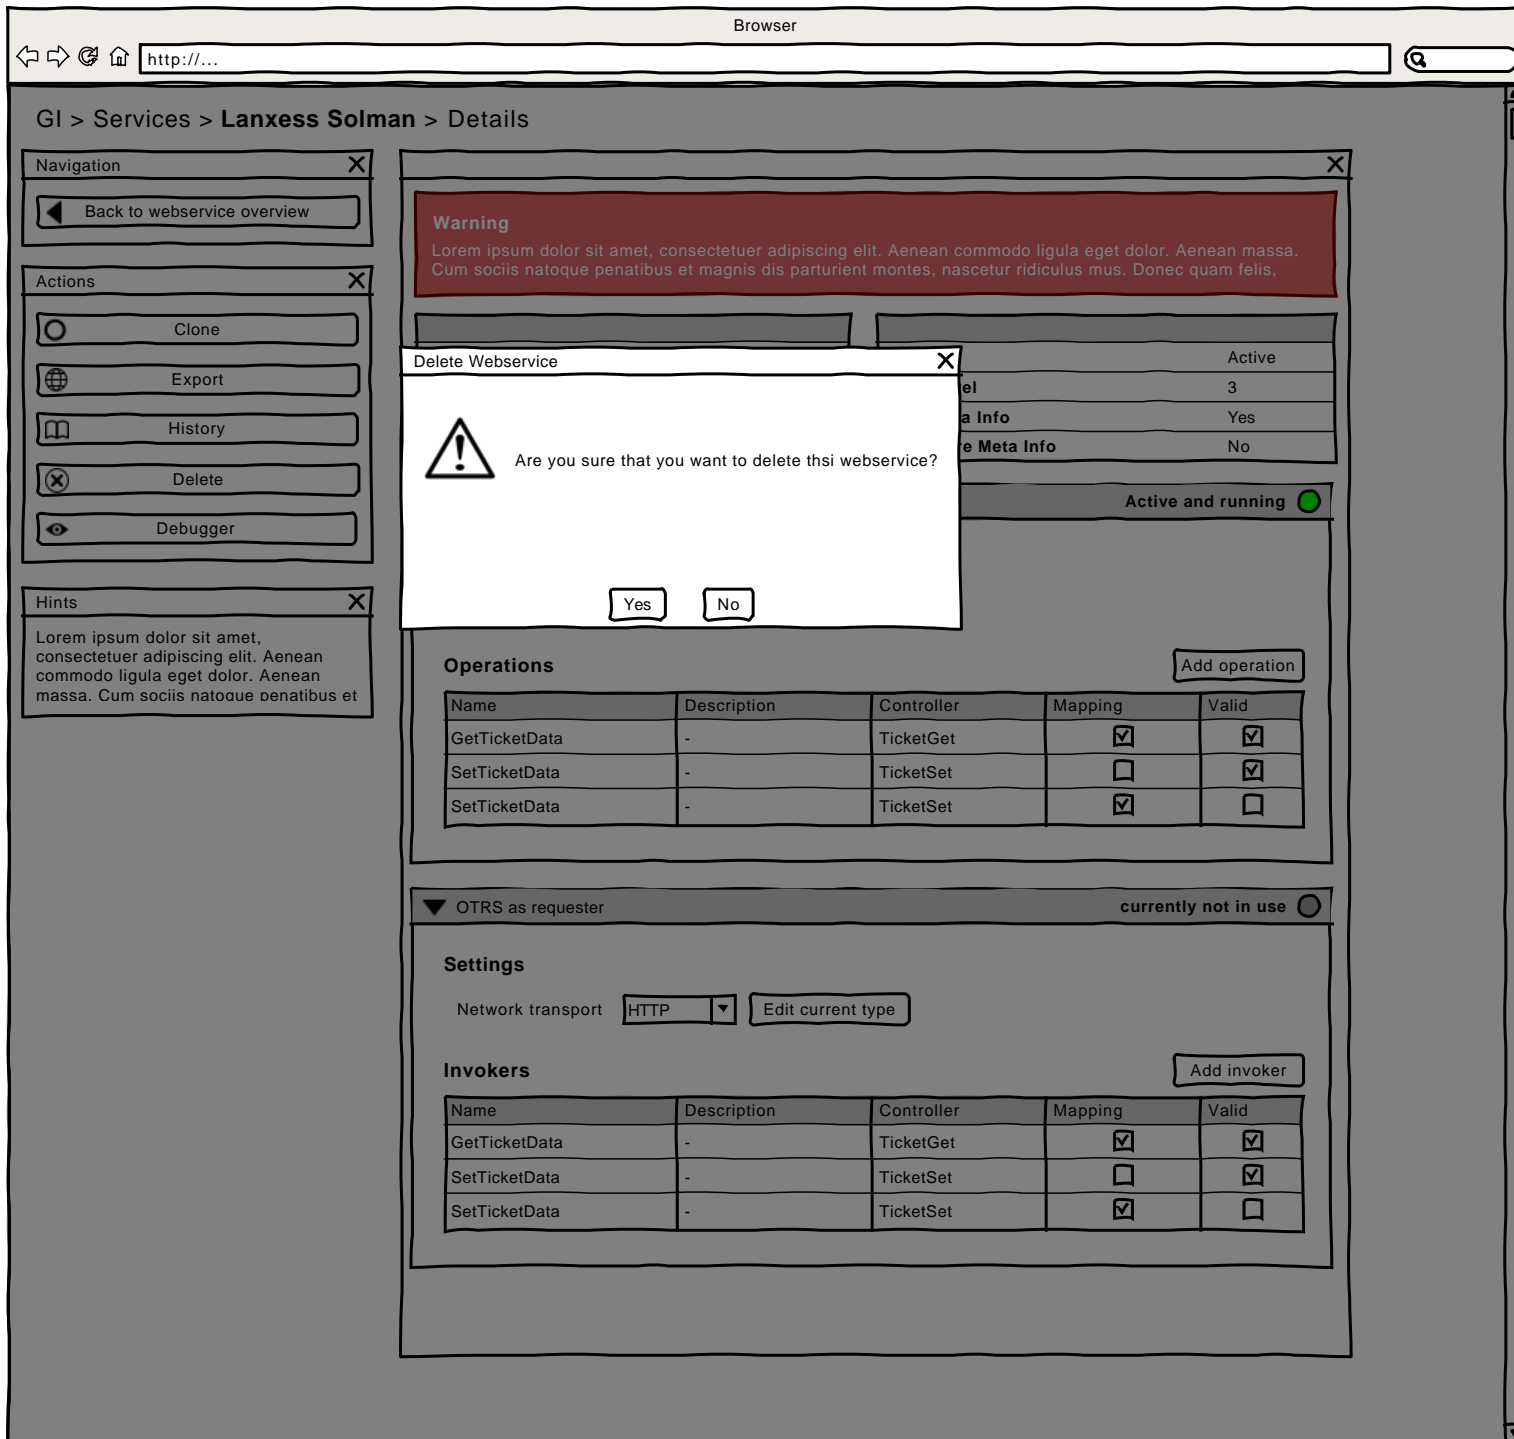 Browser
http://...
GI > Services > Lanxess Solman > Details
Navigation
Back to webservice overview
Actions
Clone
Export
History
Delete
Debugger
Hints
Lorem ipsum dolor sit amet,
consectetuer adipiscing elit. Aenean
commodo ligula eget dolor. Aenean
massa. Cum sociis natoque penatibus et
Warning
Lorem ipsum dolor sit amet, consectetuer adipiscing elit. Aenean commodo ligula eget dolor. Aenean massa.
Cum sociis natoque penatibus et magnis dis parturient montes, nascetur ridiculus mus. Donec quam felis,
Active
3
Info Yes
Meta Info No
Delete Webservice
Are you sure that you want to delete thsi webservice?
Yes No
Active and running
Operations Add operation
Name Description Controller Mapping Valid
GetTicketData - TicketGet
SetTicketData - TicketSet
SetTicketData - TicketSet
OTRS as requester currently not in use
Settings
Network transport HTTP Edit current type
Invokers Add invoker
Name Description Controller Mapping Valid
GetTicketData - TicketGet
SetTicketData - TicketSet
SetTicketData - TicketSet